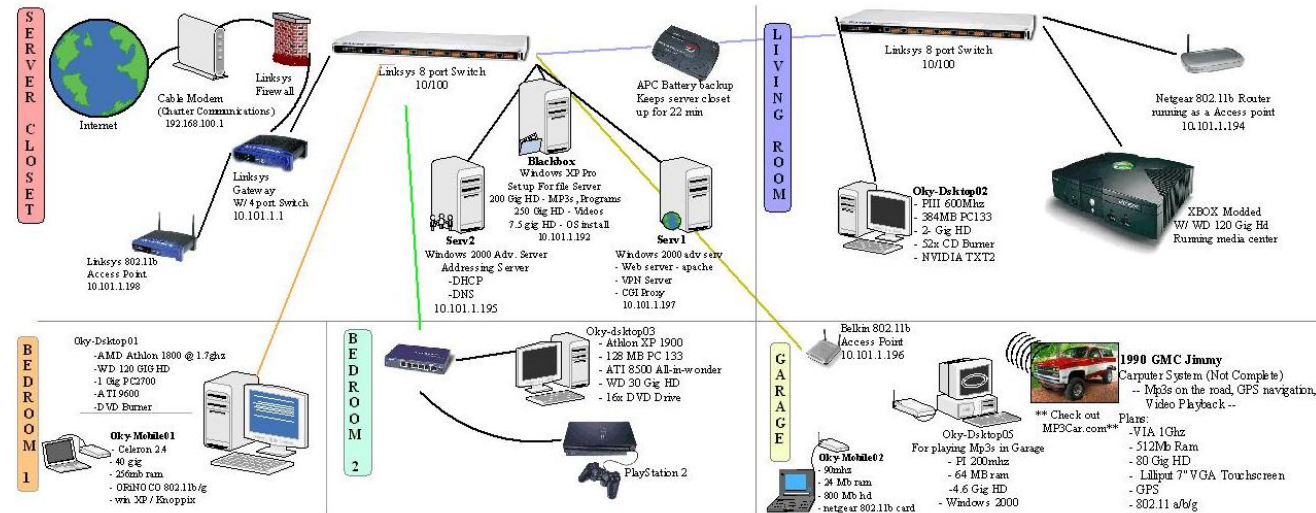 SERVER CLOSET
Internet
Cable Modem
(Charter Communications)
192.168.100.1
Linksys
Firewall
Linksys
Gateway
W/ 4 port Switch
10.101.1.1
Linksys 802.11b
Access Point
10.101.1.198
Linksys 8 port Switch
10/100
APC Battery backup
Keeps server closet
up for 22 min
Blackbox
Windows XP Pro
Setup For file Server
200 Gig HD - MP3s, Programs
250 Gig HD - Videos
7.5 gig HD - OS install
10.101.1.192
Serv2
Windows 2000 Adv. Server
Addressing Server
-DHCP
-DNS
10.101.1.195
Serv1
Windows 2000 adv serv
- Web server - apache
- VPN Server
- CGI Proxy
10.101.1.197
LIVING ROOM
Linksys 8 port Switch
10/100
Netgear 802.11b Router
running as a Access point
10.101.1.194
Oky-Dsktop02
- PIII 600Mhz
- 384MB PC133
- 2- Gig HD
- 52x CD Burner
- NVIDIA TXT2
XBOX Modded
W/ WD 120 Gig Hd
Running media center
BEDROOM 1
Oky-Dsktop01
-AMD Athlon 1800 @ 1.7ghz
-WD 120 GIG HD
-1 Gig PC2700
-ATI 9600
-DVD Burner
Oky-Mobile01
- Celeron 2.4
- 40 gig
- 256mb ram
- ORiNOCO 802.11b/g
- win XP / Knoppix
BEDROOM 2
Oky-dsktop03
- Athlon XP 1900
- 128 MB PC 133
- ATI 8500 All-in-wonder
- WD 30 Gig HD
- 16x DVD Drive
PlayStation 2
GARAGE
Belkin 802.11b
Access Point
10.101.1.196
Oky-Mobile02
- 90mhz
- 24 Mb ram
- 800 Mb hd
- netgear 802.11b card
Oky-Dsktop05
For playing Mp3s in Garage
- PI 200mhz
- 64 MB ram
-4.6 Gig HD
- Windows 2000
1990 GMC Jimmy
Carputer System (Not Complete)
-- Mp3s on the road, GPS navigation,
Video Playback --
** Check out
MP3Car.com**
Plans:
-VIA 1Ghz
- 512Mb Ram
- 80 Gig HD
- Lilliput 7" VGA Touchscreen
- GPS
- 802.11 a/b/g